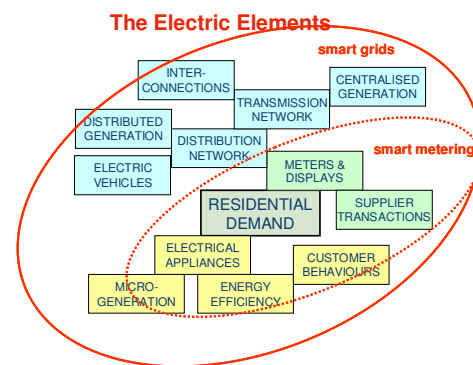 The Electric Elements
smart grids
INTER-
CONNECTIONS
CENTRALISED
GENERATION
TRANSMISSION
NETWORK
DISTRIBUTED
GENERATION
DISTRIBUTION
NETWORK
smart metering
ELECTRIC
VEHICLES
METERS &
DISPLAYS
RESIDENTIAL
DEMAND
SUPPLIER
TRANSACTIONS
ELECTRICAL
APPLIANCES
CUSTOMER
BEHAVIOURS
MICRO-
GENERATION
ENERGY
EFFICIENCY